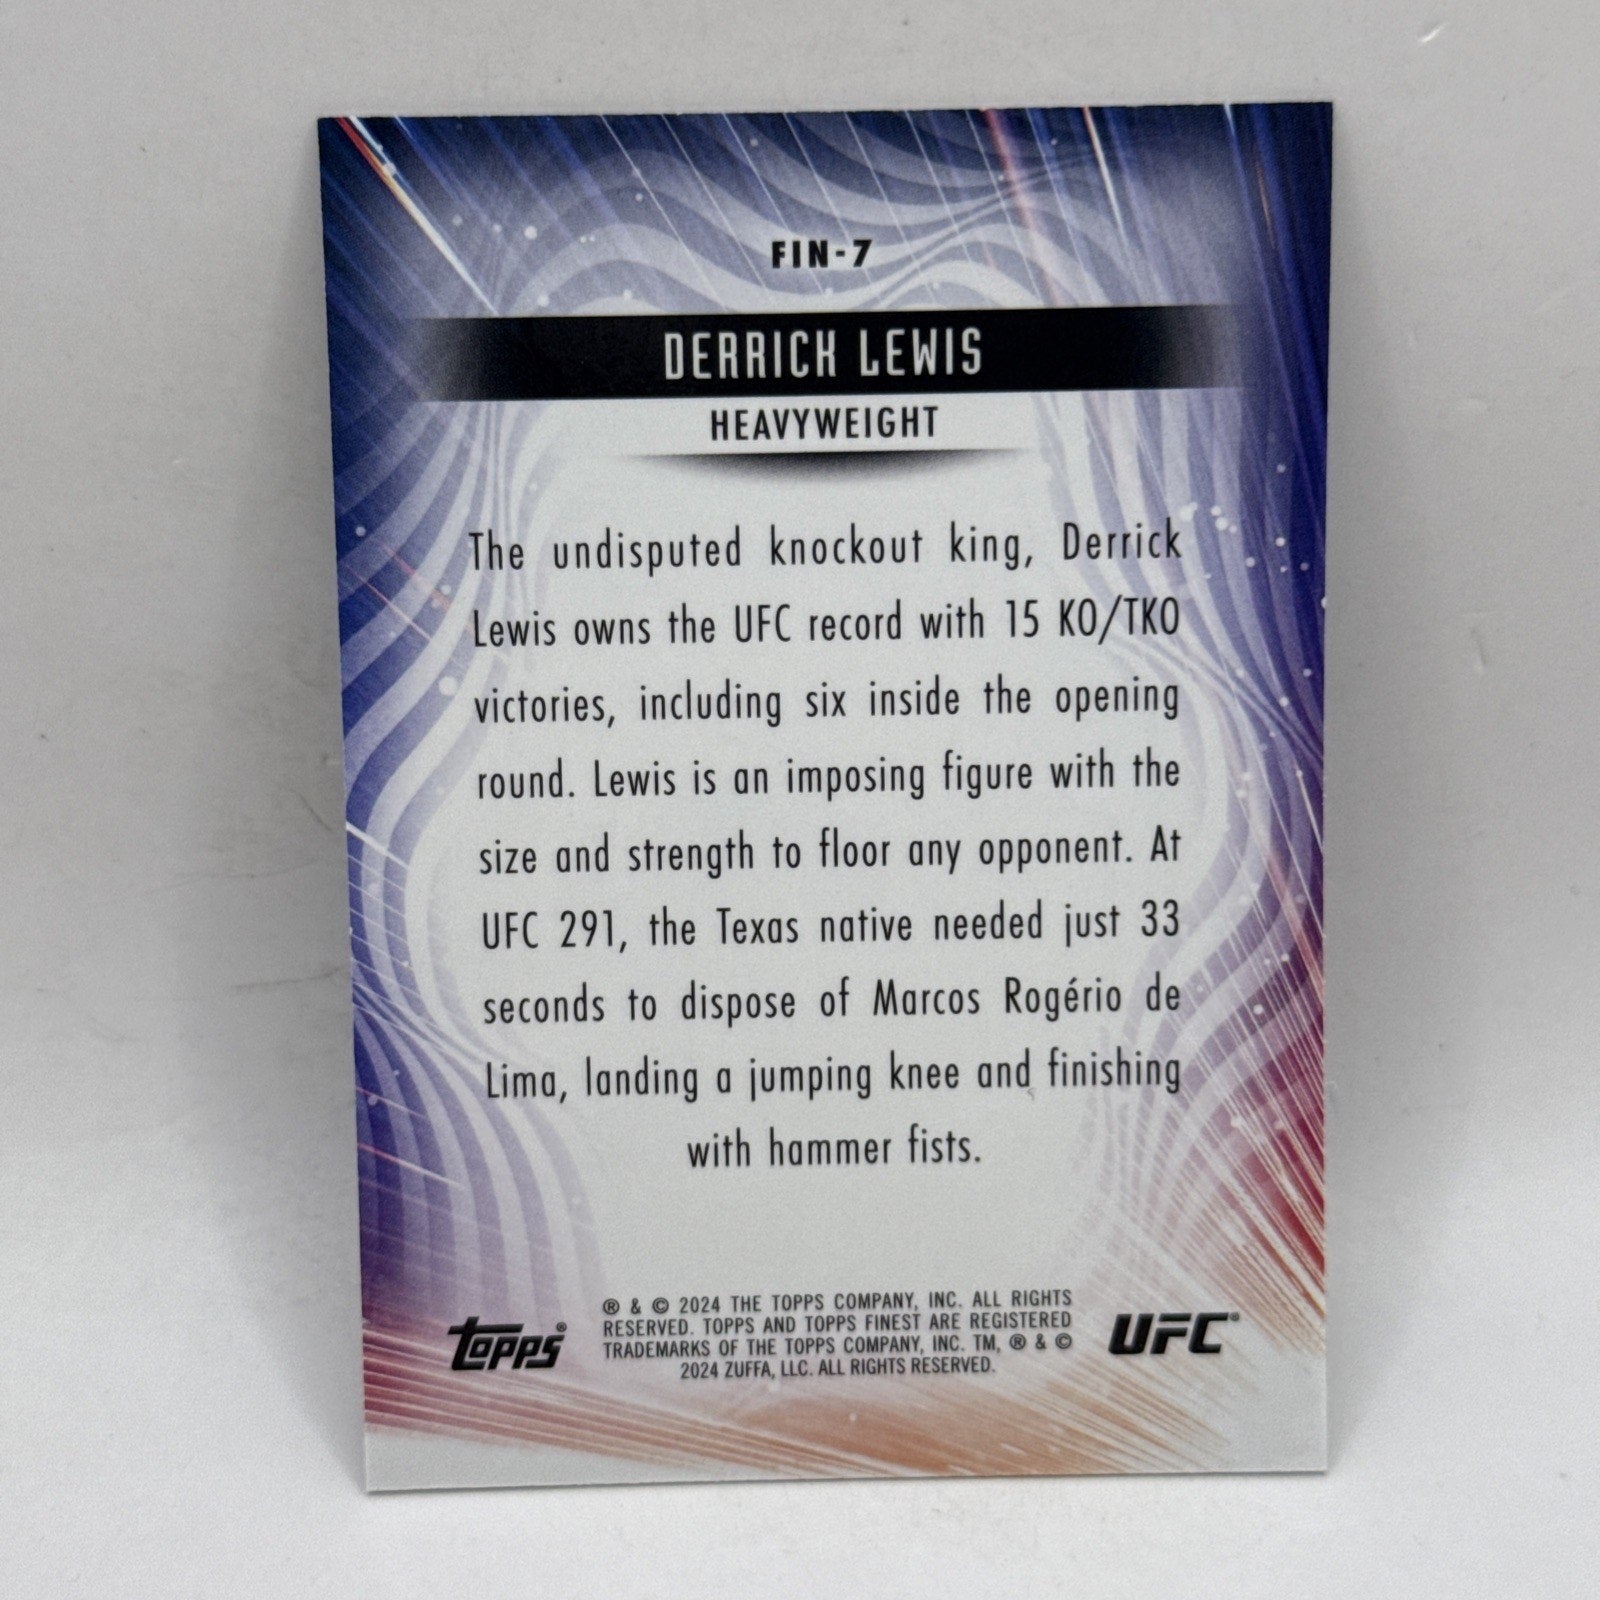 FIN-7
DERRICK LEWIS
HEAVYWEIGHT
The undisputed knockout king, Derrick
Lewis owns the UFC record with 15 KO/TKO
victories, including six inside the opening
round. Lewis is an imposing figure with the
size and strength to floor any opponent. At
UFC 291, the Texas native needed just 33
seconds to dispose of Marcos Rogério de
Lima, landing a jumping knee and finishing
with hammer fists.
topps®
® & © 2024 THE TOPPS COMPANY, INC. ALL RIGHTS
RESERVED. TOPPS AND TOPPS FINEST ARE REGISTERED
TRADEMARKS OF THE TOPPS COMPANY, INC. TM, ® & ©
2024 ZUFFA, LLC. ALL RIGHTS RESERVED.
UFC®